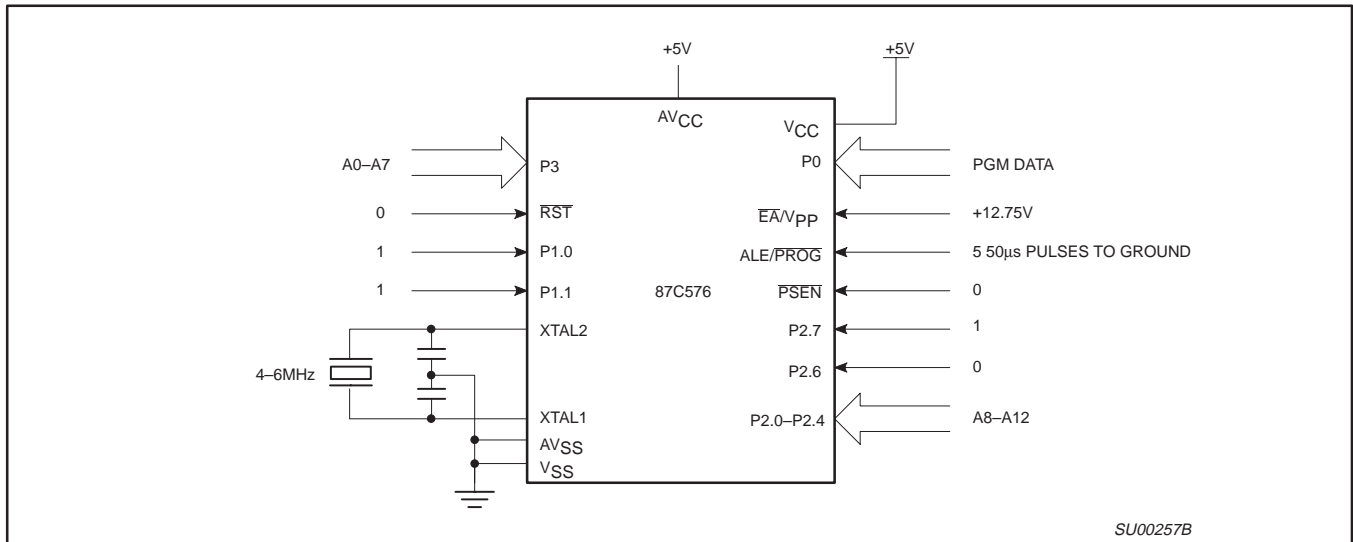 +5V
+5V
AVCC
VCC
A0–A7
P3
P0
PGM DATA
0
RST
EA/VPP
+12.75V
1
P1.0
ALE/PROG
5 50µs PULSES TO GROUND
1
P1.1
87C576
PSEN
0
XTAL2
P2.7
1
4–6MHz
P2.6
0
XTAL1
P2.0–P2.4
A8–A12
AVSS
VSS
SU00257B